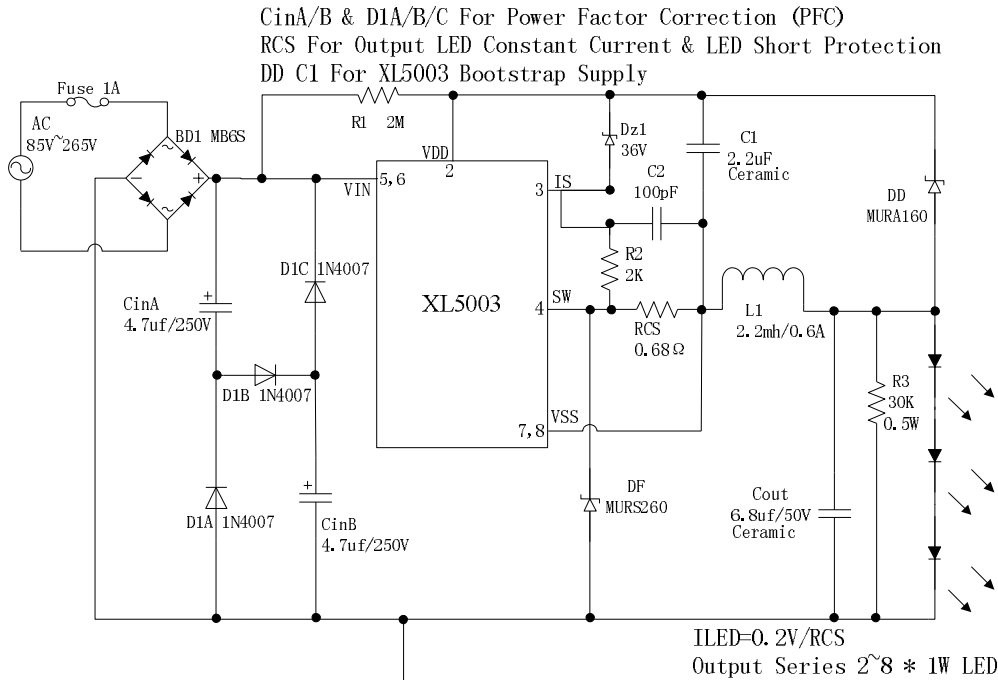 CinA/B & D1A/B/C For Power Factor Correction (PFC)
RCS For Output LED Constant Current & LED Short Protection
DD C1 For XL5003 Bootstrap Supply
Fuse 1A
AC
85V~265V
BD1 MB6S
R1 2M
Dz1
36V
C1
2.2uF
Ceramic
VDD
2
VIN
5,6
3
IS
C2
100pF
DD
MURA160
R2
2K
D1C 1N4007
CinA
4.7uf/250V
+
XL5003
4
SW
RCS
0.68Ω
L1
2.2mh/0.6A
D1B 1N4007
R3
30K
0.5W
7,8
VSS
+
D1A 1N4007
CinB
4.7uf/250V
DF
MURS260
Cout
6.8uf/50V
Ceramic
ILED=0.2V/RCS
Output Series 2~8 * 1W LED